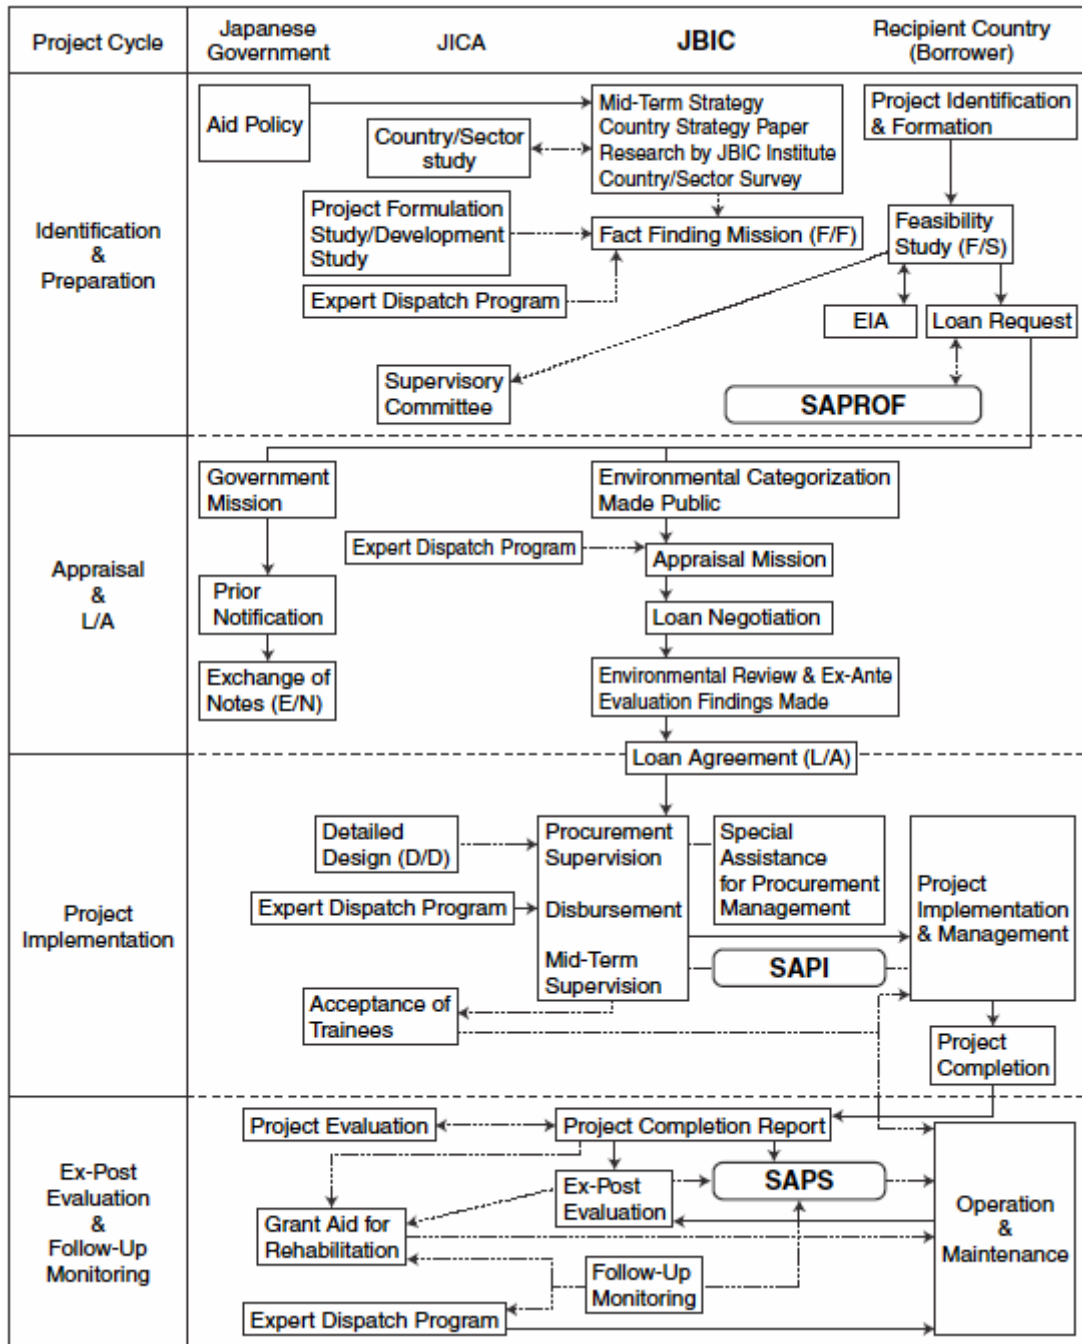 Project Cycle
Japanese
Government
JICA
JBIC
Recipient Country
(Borrower)
Identification
&
Preparation
Aid Policy
Country/Sector
study
Mid-Term Strategy
Country Strategy Paper
Research by JBIC Institute
Country/Sector Survey
Project Identification
& Formation
Project Formulation
Study/Development
Study
Fact Finding Mission (F/F)
Feasibility
Study (F/S)
Expert Dispatch Program
EIA
Loan Request
Supervisory
Committee
SAPROF
Appraisal
&
L/A
Government
Mission
Environmental Categorization
Made Public
Expert Dispatch Program
Appraisal Mission
Prior
Notification
Loan Negotiation
Exchange of
Notes (E/N)
Environmental Review & Ex-Ante
Evaluation Findings Made
Loan Agreement (L/A)
Project
Implementation
Detailed
Design (D/D)
Procurement
Supervision
Disbursement
Mid-Term
Supervision
Special
Assistance
for Procurement
Management
Project
Implementation
& Management
Expert Dispatch Program
SAPI
Acceptance of
Trainees
Project
Completion
Ex-Post
Evaluation
&
Follow-Up
Monitoring
Project Evaluation
Project Completion Report
Ex-Post
Evaluation
SAPS
Operation
&
Maintenance
Grant Aid for
Rehabilitation
Follow-Up
Monitoring
Expert Dispatch Program